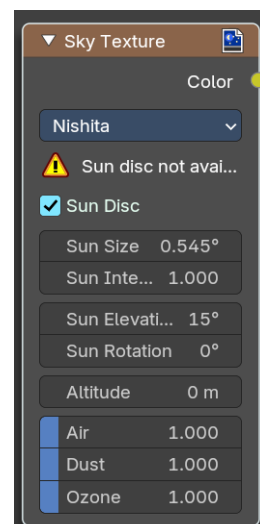 Sky Texture
Color
Nishita
Sun disc not avai...
Sun Disc
Sun Size 0.545°
Sun Inte... 1.000
Sun Elevati... 15°
Sun Rotation 0°
Altitude 0 m
Air 1.000
Dust 1.000
Ozone 1.000